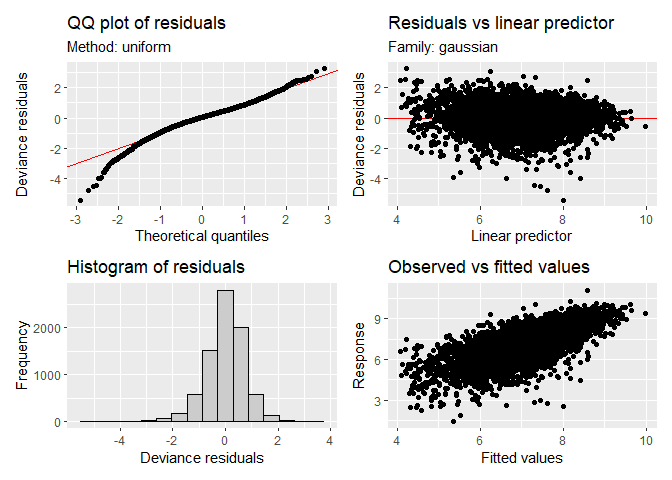 QQ plot of residuals
Method: uniform
Deviance residuals
2
0
-2
-4
-3 -2 -1 0 1 2 3
Theoretical quantiles
Residuals vs linear predictor
Family: gaussian
Deviance residuals
2
0
-2
-4
4 6 8 10
Linear predictor
Histogram of residuals
Frequency
2000
1000
0
-4 -2 0 2
Deviance residuals
Observed vs fitted values
Response
9
6
3
4 6 8 10
Fitted values